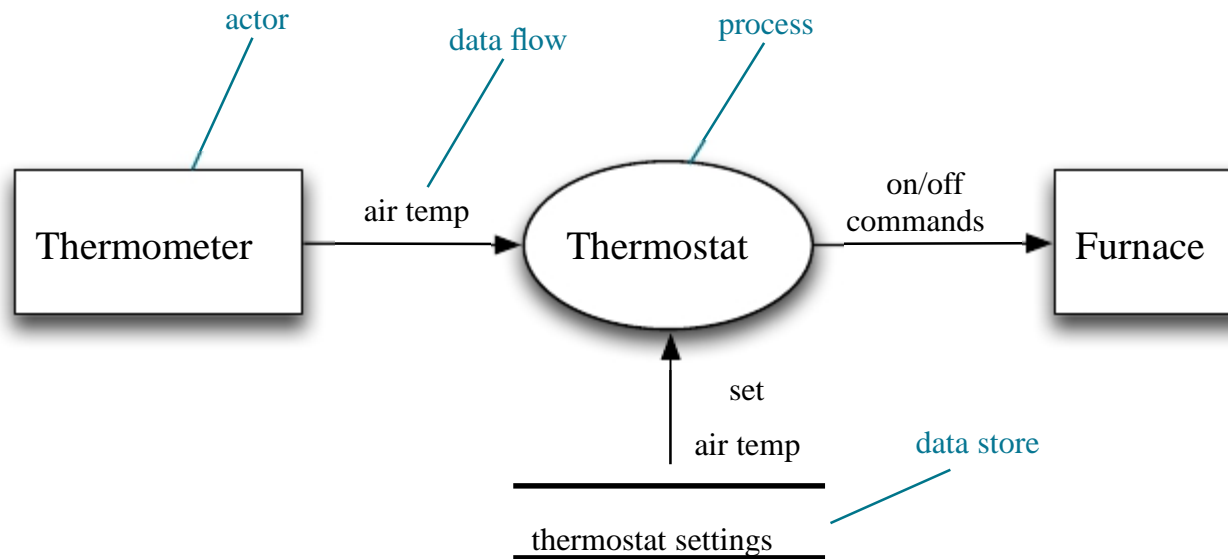 actor
data flow
process
Thermometer
air temp
Thermostat
on/off
commands
Furnace
set
air temp
data store
thermostat settings